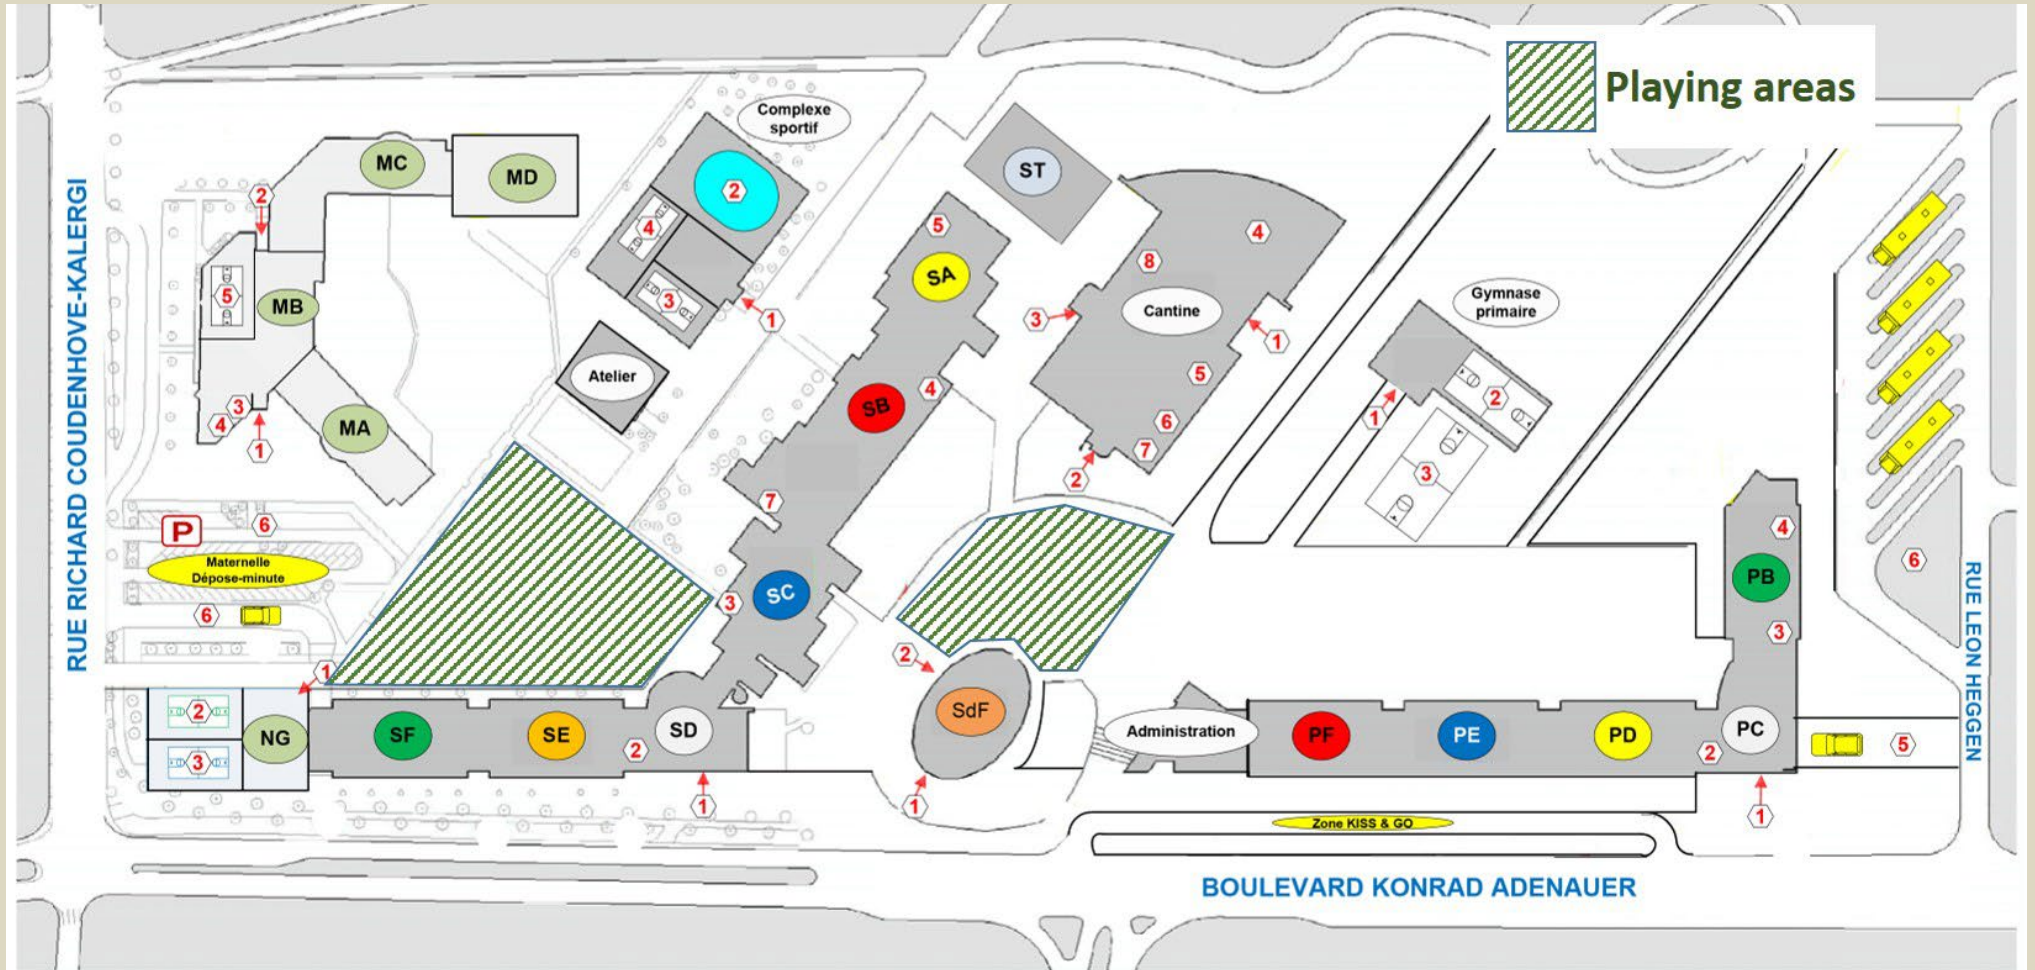 Playing areas
Complexe
sportif
MC
MD
ST
2
2
4
5
4
SA
8
5
MB
3
1
3
Cantine
1
Gymnase
primaire
Atelier
5
2
SB
4
1
3
4
1
MA
6
7
2
3
7
P
6
Maternelle
Dépose-minute
6
4
PB
6
SC
3
3
2
1
2
3
NG
SF
SE
2
SD
SdF
Administration
PF
PE
PD
2
PC
5
1
1
1
Zone KISS & GO
RUE RICHARD COUDENHOVE-KALERGI
RUE LEON HEGGEN
BOULEVARD KONRAD ADENAUER